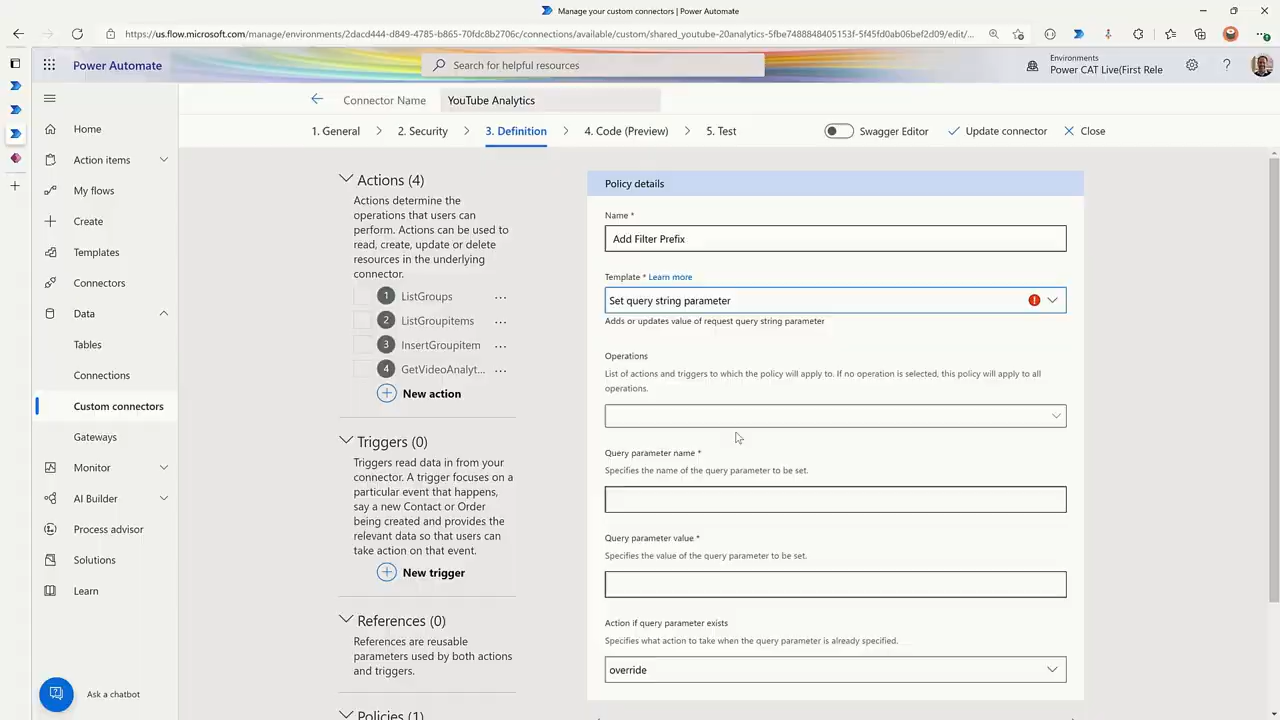 Manage your custom connectors | Power Automate
https://us.flow.microsoft.com/manage/environments/2dacd444-d849-4785-b865-70fdc8b2706c/connections/available/custom/shared_youtube-20analytics-5fbe7488848405153f-5f45fd0ab06bef2d09/edit/...
Power Automate
Search for helpful resources
Environments
Power CAT Live(First Rele
Connector Name
YouTube Analytics
1. General
2. Security
3. Definition
4. Code (Preview)
5. Test
Swagger Editor
Update connector
Close
Home
Action items
My flows
Create
Templates
Connectors
Data
Tables
Connections
Custom connectors
Gateways
Monitor
AI Builder
Process advisor
Solutions
Learn
Ask a chatbot
Actions (4)
Actions determine the
operations that users can
perform. Actions can be used to
read, create, update or delete
resources in the underlying
connector.
1 ListGroups ...
2 ListGroupitems ...
3 InsertGroupitem ...
4 GetVideoAnalyt... ...
New action
Triggers (0)
Triggers read data in from your
connector. A trigger focuses on a
particular event that happens,
say a new Contact or Order
being created and provides the
relevant data so that users can
take action on that event.
New trigger
References (0)
References are reusable
parameters used by both actions
and triggers.
Policies (1)
Policy details
Name *
Add Filter Prefix
Template * Learn more
Set query string parameter
Adds or updates value of request query string parameter
Operations
List of actions and triggers to which the policy will apply to. If no operation is selected, this policy will apply to all
operations.
Query parameter name *
Specifies the name of the query parameter to be set.
Query parameter value *
Specifies the value of the query parameter to be set.
Action if query parameter exists
Specifies what action to take when the query parameter is already specified.
override